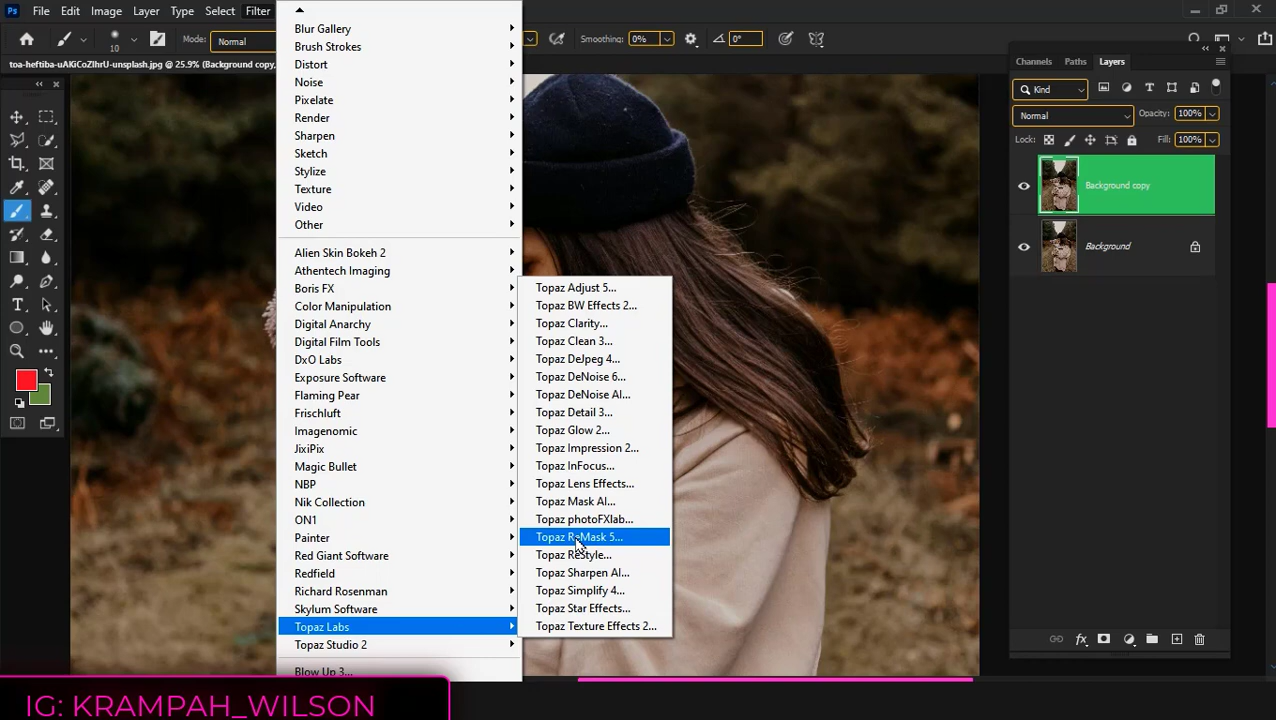 Ps File Edit Image Layer Type Select Filter
10 Mode: Normal Smoothing: 0% 0°
toa-heftiba-uAKiCoZIhrU-unsplash.jpg @ 25.9% (Background copy,
Blur Gallery
Brush Strokes
Distort
Noise
Pixelate
Render
Sharpen
Sketch
Stylize
Texture
Video
Other
Alien Skin Bokeh 2
Athentech Imaging
Boris FX
Color Manipulation
Digital Anarchy
Digital Film Tools
DxO Labs
Exposure Software
Flaming Pear
Frischluft
Imagenomic
JixiPix
Magic Bullet
NBP
Nik Collection
ON1
Painter
Red Giant Software
Redfield
Richard Rosenman
Skylum Software
Topaz Labs
Topaz Studio 2
Blow Up 3...
Topaz Adjust 5...
Topaz BW Effects 2...
Topaz Clarity...
Topaz Clean 3...
Topaz DeJpeg 4...
Topaz DeNoise 6...
Topaz DeNoise AI...
Topaz Detail 3...
Topaz Glow 2...
Topaz Impression 2...
Topaz InFocus...
Topaz Lens Effects...
Topaz Mask AI...
Topaz photoFXlab...
Topaz ReMask 5...
Topaz ReStyle...
Topaz Sharpen AI...
Topaz Simplify 4...
Topaz Star Effects...
Topaz Texture Effects 2...
Channels Paths Layers
Kind
Normal Opacity: 100%
Lock: Fill: 100%
Background copy
Background
fx
IG: KRAMPAH_WILSON